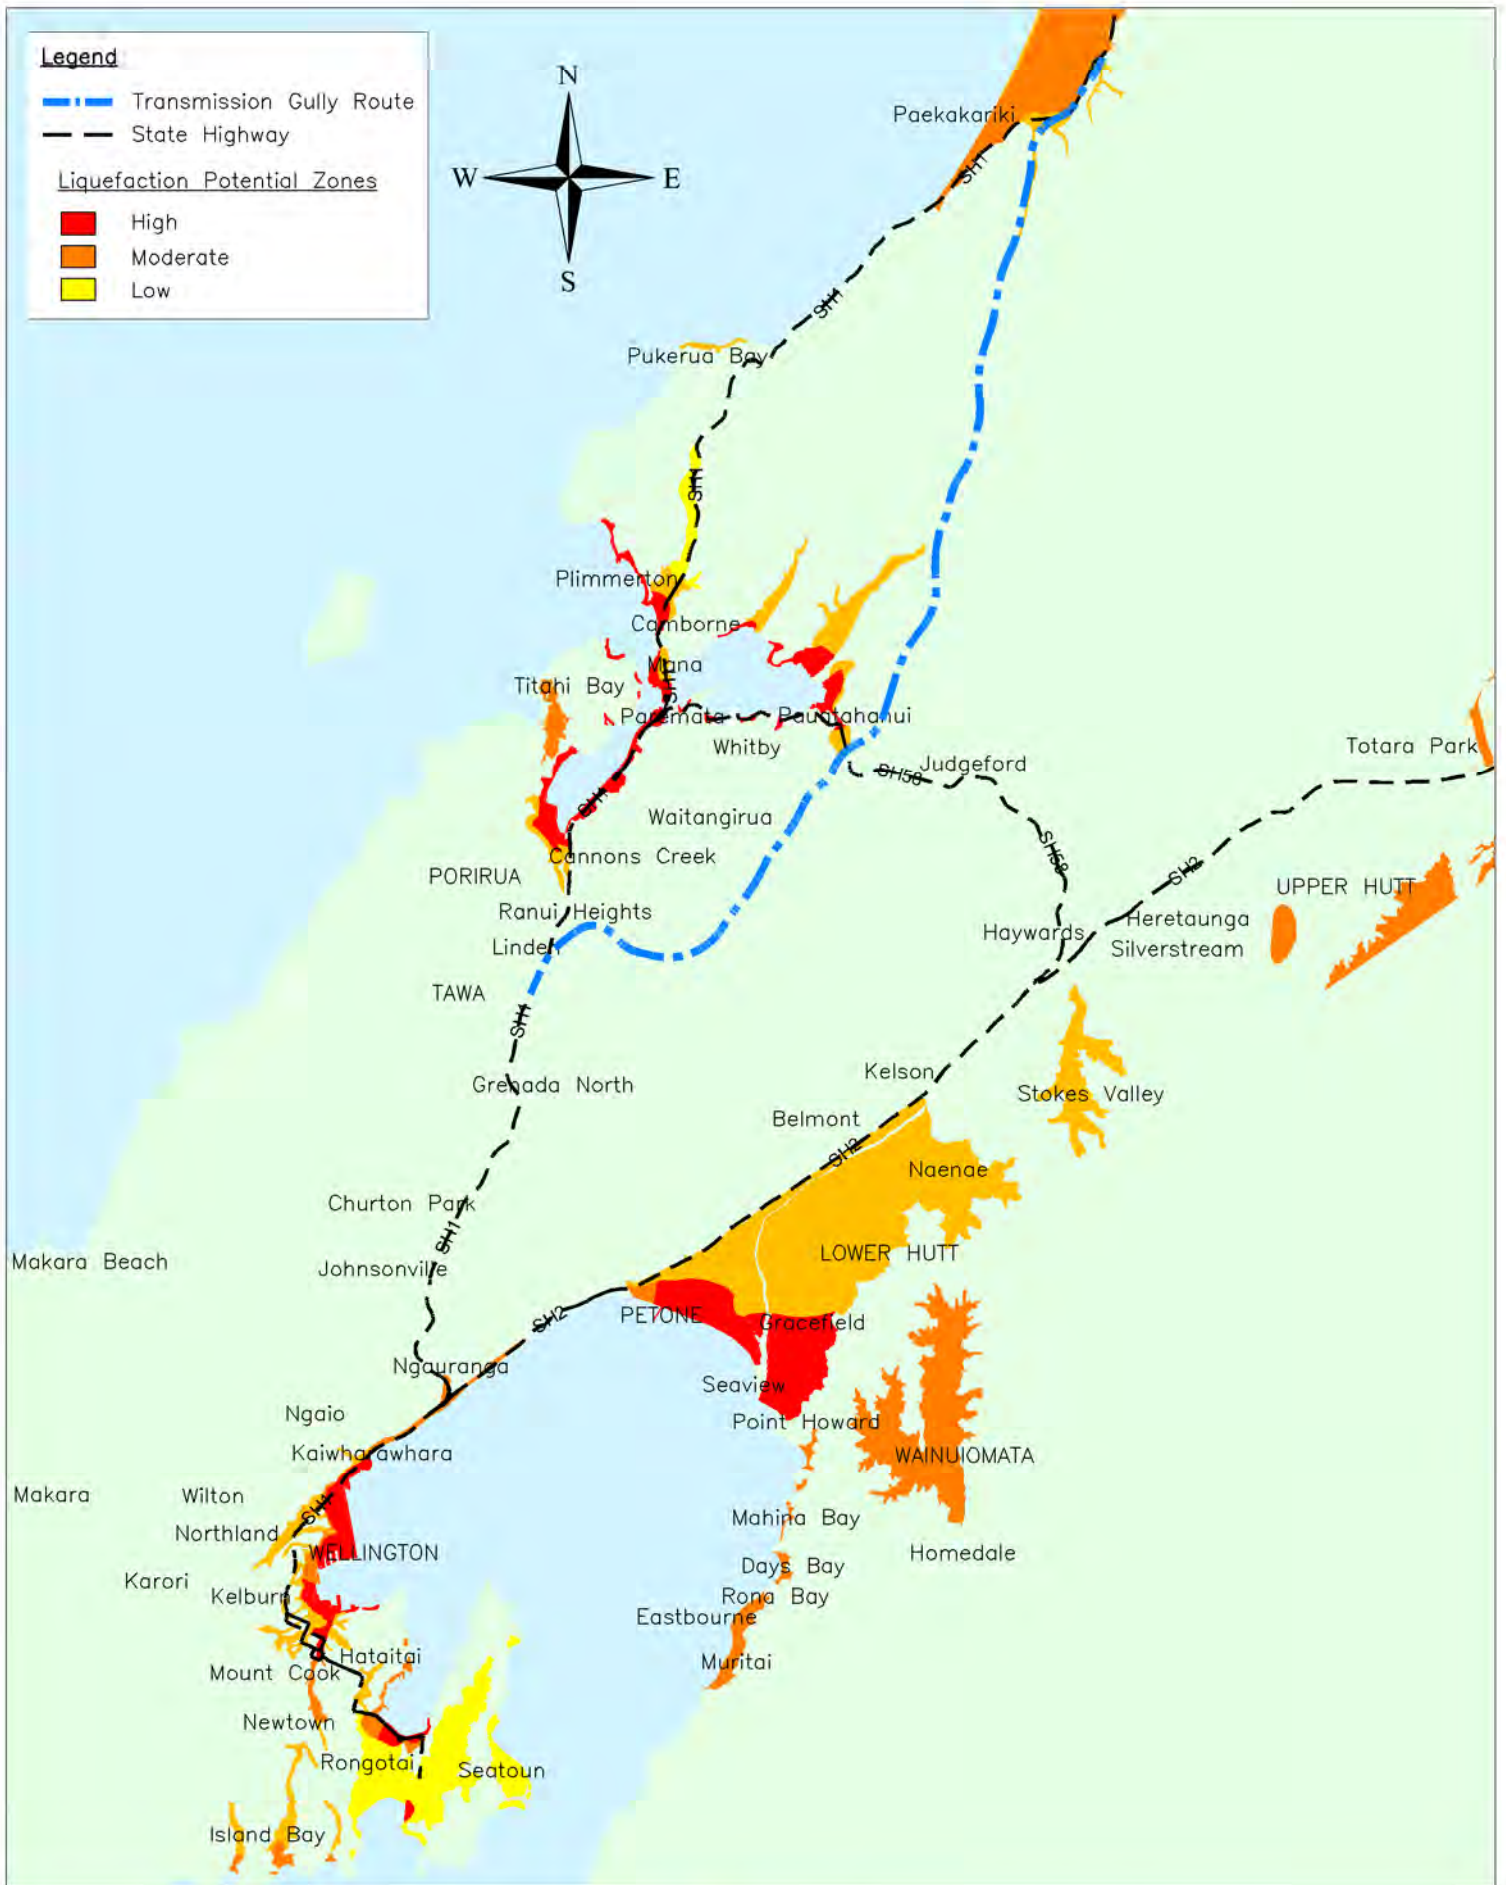 Legend
Transmission Gully Route
State Highway
Liquefaction Potential Zones
High
Moderate
Low
N
W
E
S
Paekakariki
SH1
SH1
Pukerua Bay
SH1
Plimmerton
Camborne
Mana
SH1
Titahi Bay
Paremata
Pauatahanui
Whitby
SH58
Judgeford
Totara Park
SH1
Waitangirua
Cannons Creek
SH58
SH2
PORIRUA
UPPER HUTT
Ranui Heights
Heretaunga
Linden
Haywards
Silverstream
TAWA
SH1
Grenada North
Kelson
Stokes Valley
Belmont
SH2
Naenae
Churton Park
SH1
Makara Beach
LOWER HUTT
Johnsonville
SH2
PETONE
Gracefield
Ngauranga
Seaview
Ngaio
Point Howard
Kaiwharawhara
WAINUIOMATA
Makara
Wilton
SH1
Mahina Bay
Northland
WELLINGTON
Homedale
Days Bay
Karori
Kelburn
Rona Bay
Eastbourne
Hataitai
Muritai
Mount Cook
Newtown
Rongotai
Seatoun
Island Bay